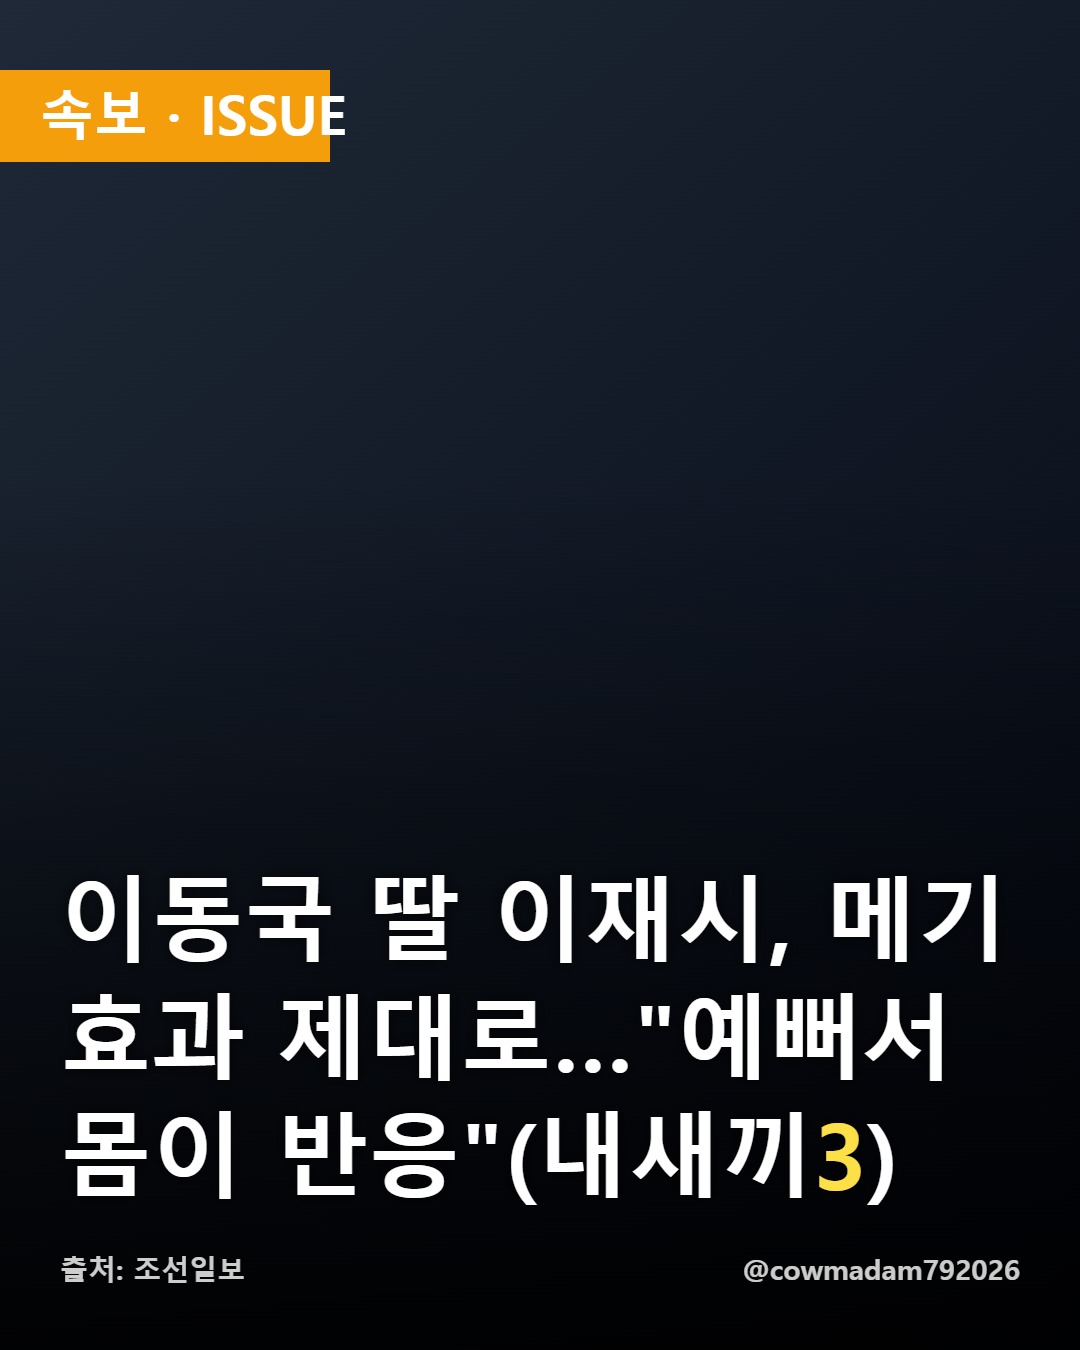 속보 · ISSUE
이동국 딸 이재시, 메기
효과 제대로..."예뻐서
몸이 반응"(내새끼3)
출처: 조선일보
@cowmadam792026